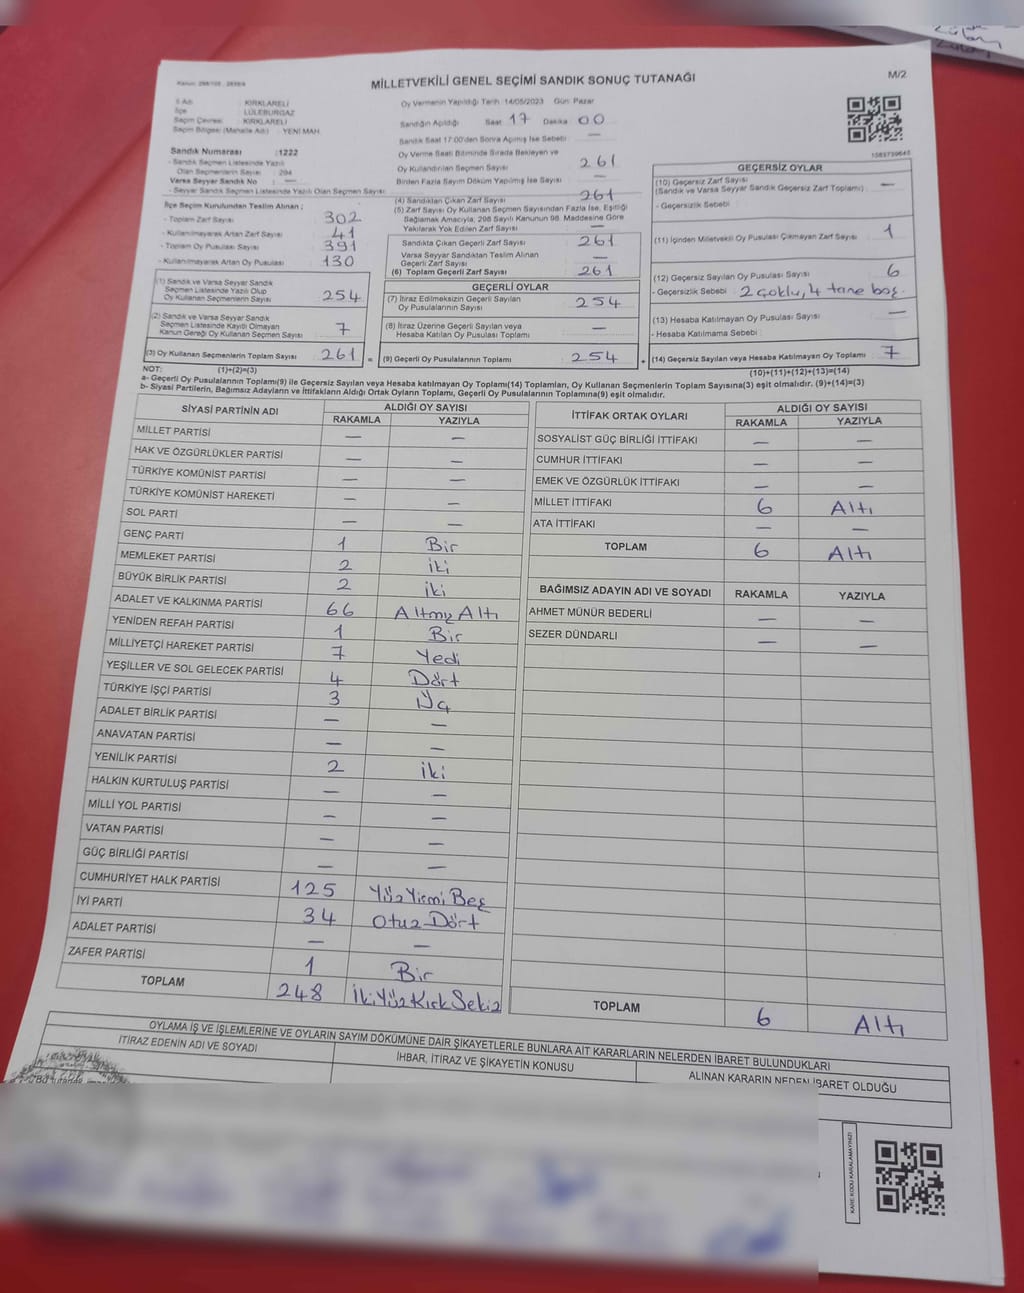 Zülam
Zülam
M/2
MİLLETVEKİLİ GENEL SEÇİMİ SANDIK SONUÇ TUTANAĞI
İl Adı : KIRKLARELİ
İlçe : LÜLEBURGAZ
Seçim Çevresi : KIRKLARELİ
Seçim Bölgesi (Mahalle Adı) : YENİ MAH.
Sandık Numarası : 1222
- Sandık Seçmen Listesinde Yazılı
Olan Seçmenlerin Sayısı : 294
Varsa Seyyar Sandık No : —
- Seyyar Sandık Seçmen Listesinde Yazılı Olan Seçmen Sayısı :
İlçe Seçim Kurulundan Teslim Alınan ;
- Toplam Zarf Sayısı 302
- Kullanılmayarak Artan Zarf Sayısı 41
- Toplam Oy Pusulası Sayısı 391
- Kullanılmayarak Artan Oy Pusulası 130
(1) Sandık ve Varsa Seyyar Sandık
Seçmen Listesinde Yazılı Olup
Oy Kullanan Seçmenlerin Sayısı 254
(2) Sandık ve Varsa Seyyar Sandık
Seçmen Listesinde Kayıtlı Olmayan
Kanun Gereği Oy Kullanan Seçmen Sayısı 7
(3) Oy Kullanan Seçmenlerin Toplam Sayısı 261
Oy Vermenin Yapıldığı Tarih: 14/05/2023 Gün: Pazar
Sandığın Açıldığı Saat 17 Dakika 00
Sandık Saat 17:00'den Sonra Açılmış İse Sebebi : —
Oy Verme Saati Bitiminde Sırada Bekleyen ve
Oy Kullandırılan Seçmen Sayısı 261
Birden Fazla Sayım Döküm Yapılmış İse Sayısı —
(4) Sandıktan Çıkan Zarf Sayısı 261
(5) Zarf Sayısı Oy Kullanan Seçmen Sayısından Fazla İse, Eşitliği
Sağlamak Amacıyla; 298 Sayılı Kanunun 98. Maddesine Göre
Yakılarak Yok Edilen Zarf Sayısı —
Sandıkta Çıkan Geçerli Zarf Sayısı 261
Varsa Seyyar Sandıktan Teslim Alınan
Geçerli Zarf Sayısı —
(6) Toplam Geçerli Zarf Sayısı 261
GEÇERLİ OYLAR
(7) İtiraz Edilmeksizin Geçerli Sayılan
Oy Pusulalarının Sayısı 254
(8) İtiraz Üzerine Geçerli Sayılan veya
Hesaba Katılan Oy Pusulası Sayısı —
= (9) Geçerli Oy Pusulalarının Toplamı 254
1583739645
GEÇERSİZ OYLAR
(10) Geçersiz Zarf Sayısı —
(Sandık ve Varsa Seyyar Sandık Geçersiz Zarf Toplamı)
- Geçersizlik Sebebi :
(11) İçinden Milletvekili Oy Pusulası Çıkmayan Zarf Sayısı 1
(12) Geçersiz Sayılan Oy Pusulası Sayısı 6
- Geçersizlik Sebebi : 2 çoklu, 4 tane boş.
(13) Hesaba Katılmayan Oy Pusulası Sayısı —
- Hesaba Katılmama Sebebi :
+ (14) Geçersiz Sayılan veya Hesaba Katılmayan Oy Toplamı 7
NOT: (1)+(2)=(3) (10)+(11)+(12)+(13)=(14)
a- Geçerli Oy Pusulalarının Toplamı(9) ile Geçersiz Sayılan veya Hesaba katılmayan Oy Toplamı(14) Toplamları, Oy Kullanan Seçmenlerin Toplam Sayısına(3) eşit olmalıdır. (9)+(14)=(3)
b- Siyasi Partilerin, Bağımsız Adayların ve İttifakların Aldığı Ortak Oyların Toplamı, Geçerli Oy Pusulalarının Toplamına(9) eşit olmalıdır.
SİYASİ PARTİNİN ADI ALDIĞI OY SAYISI
RAKAMLA YAZIYLA
MİLLET PARTİSİ — —
HAK VE ÖZGÜRLÜKLER PARTİSİ — —
TÜRKİYE KOMÜNİST PARTİSİ — —
TÜRKİYE KOMÜNİST HAREKETİ — —
SOL PARTİ — —
GENÇ PARTİ 1 Bir
MEMLEKET PARTİSİ 2 iki
BÜYÜK BİRLİK PARTİSİ 2 iki
ADALET VE KALKINMA PARTİSİ 66 Altmış Altı
YENİDEN REFAH PARTİSİ 1 Bir
MİLLİYETÇİ HAREKET PARTİSİ 7 Yedi
YEŞİLLER VE SOL GELECEK PARTİSİ 4 Dört
TÜRKİYE İŞÇİ PARTİSİ 3 Üç
ADALET BİRLİK PARTİSİ — —
ANAVATAN PARTİSİ — —
YENİLİK PARTİSİ 2 iki
HALKIN KURTULUŞ PARTİSİ — —
MİLLİ YOL PARTİSİ — —
VATAN PARTİSİ — —
GÜÇ BİRLİĞİ PARTİSİ — —
CUMHURİYET HALK PARTİSİ 125 Yüz Yirmi Beş
İYİ PARTİ 34 Otuz Dört
ADALET PARTİSİ — —
ZAFER PARTİSİ 1 Bir
TOPLAM 248 İki Yüz Kırk Sekiz
İTTİFAK ORTAK OYLARI ALDIĞI OY SAYISI
RAKAMLA YAZIYLA
SOSYALİST GÜÇ BİRLİĞİ İTTİFAKI — —
CUMHUR İTTİFAKI — —
EMEK VE ÖZGÜRLÜK İTTİFAKI — —
MİLLET İTTİFAKI 6 Altı
ATA İTTİFAKI — —
TOPLAM 6 Altı
BAĞIMSIZ ADAYIN ADI VE SOYADI RAKAMLA YAZIYLA
AHMET MÜNÜR BEDERLİ — —
SEZER DÜNDARLI — —
TOPLAM 6 Altı
OYLAMA İŞ VE İŞLEMLERİNE VE OYLARIN SAYIM DÖKÜMÜNE DAİR ŞİKAYETLERLE BUNLARA AİT KARARLARIN NELERDEN İBARET BULUNDUKLARI
İTİRAZ EDENİN ADI VE SOYADI İHBAR, İTİRAZ VE ŞİKAYETİN KONUSU ALINAN KARARIN NEDEN İBARET OLDUĞU
KARE KODU KARALAMAYINIZ!